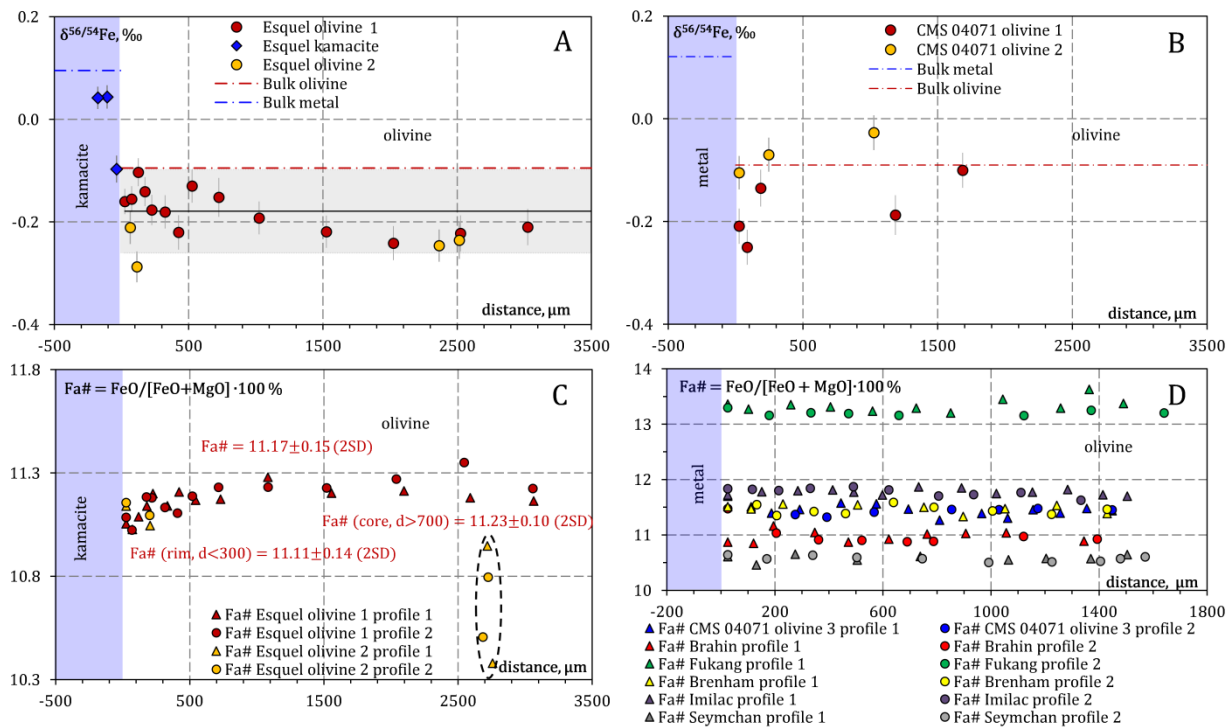 δ56/54Fe, ‰
Esquel olivine 1
Esquel kamacite
Esquel olivine 2
Bulk olivine
Bulk metal
A
0.2
0.0
-0.2
-0.4
kamacite
olivine
distance, µm
-500
500
1500
2500
3500
δ56/54Fe, ‰
CMS 04071 olivine 1
CMS 04071 olivine 2
Bulk metal
Bulk olivine
B
0.2
0.0
-0.2
-0.4
metal
olivine
distance, µm
-500
500
1500
2500
3500
Fa# = FeO/[FeO+MgO]·100 %
C
olivine
11.8
11.3
10.8
10.3
kamacite
Fa# = 11.17±0.15 (2SD)
Fa# (core, d>700) = 11.23±0.10 (2SD)
Fa# (rim, d<300) = 11.11±0.14 (2SD)
Fa# Esquel olivine 1 profile 1
Fa# Esquel olivine 1 profile 2
Fa# Esquel olivine 2 profile 1
Fa# Esquel olivine 2 profile 2
distance, µm
-500
500
1500
2500
3500
Fa# = FeO/[FeO + MgO]·100 %
D
olivine
14
13
12
11
10
metal
distance, µm
-200
200
600
1000
1400
1800
Fa# CMS 04071 olivine 3 profile 1
Fa# CMS 04071 olivine 3 profile 2
Fa# Brahin profile 1
Fa# Brahin profile 2
Fa# Fukang profile 1
Fa# Fukang profile 2
Fa# Brenham profile 1
Fa# Brenham profile 2
Fa# Imilac profile 1
Fa# Imilac profile 2
Fa# Seymchan profile 1
Fa# Seymchan profile 2